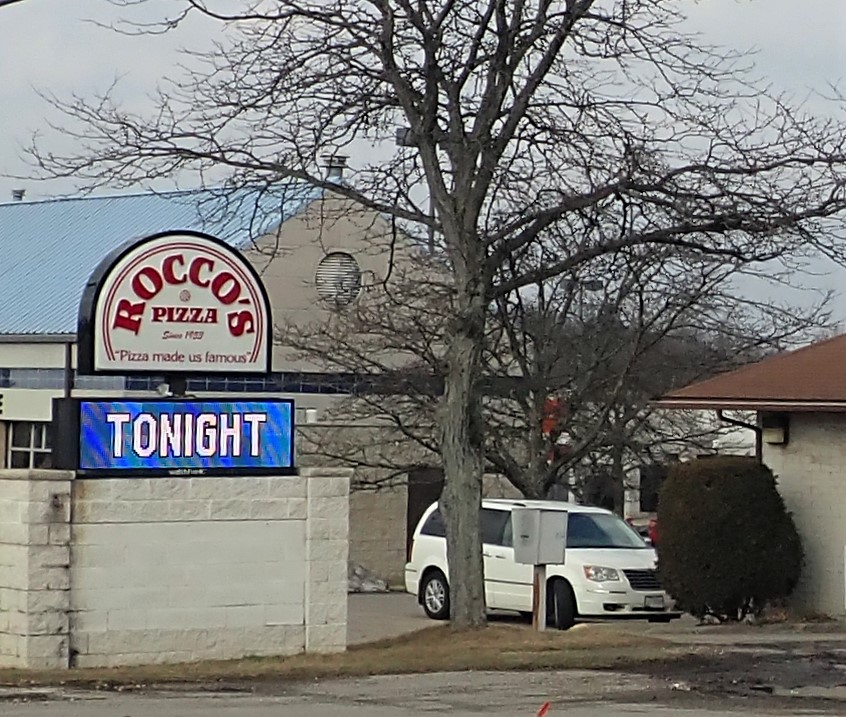 ROCCO'S
PIZZA
Since 1953
"Pizza made us famous"
TONIGHT